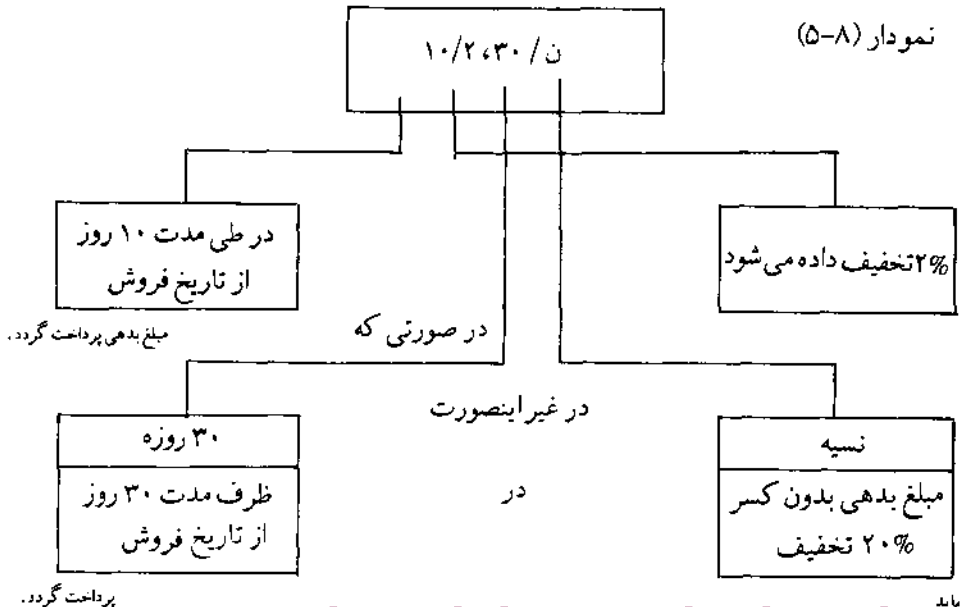 نمودار (۸-۵)
ن / ۳۰، ۱۰/۲
۲% تخفیف داده می شود
در صورتی که
در طی مدت ۱۰ روز
از تاریخ فروش
مبلغ بدهی پرداخت گردد.
در غیر اینصورت
نسیه
مبلغ بدهی بدون کسر
۲۰% تخفیف
باید
در
۳۰ روزه
ظرف مدت ۳۰ روز
از تاریخ فروش
پرداخت گردد.